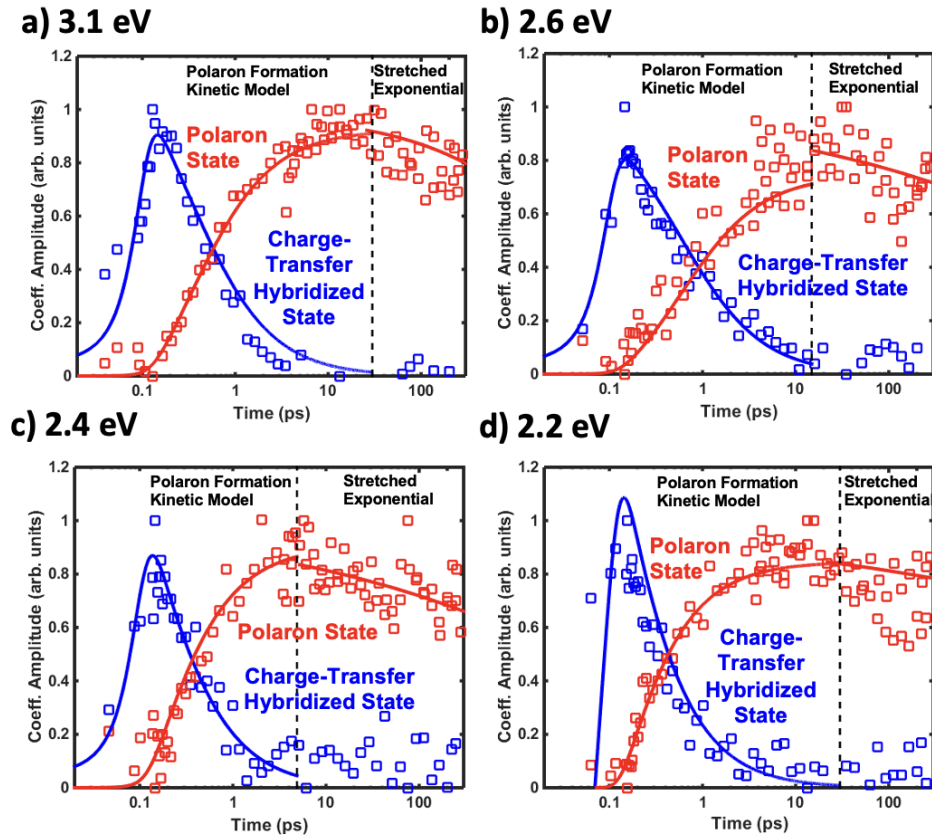 a) 3.1 eV
1.2
1
0.8
0.6
0.4
0.2
0
Coeff. Amplitude (arb. units)
Polaron Formation
Kinetic Model
Stretched
Exponential
Polaron
State
Charge-
Transfer
Hybridized
State
0.1 1 10 100
Time (ps)
b) 2.6 eV
1.2
1
0.8
0.6
0.4
0.2
0
Coeff. Amplitude (arb. units)
Polaron Formation
Kinetic Model
Stretched
Exponential
Polaron
State
Charge-Transfer
Hybridized State
0.1 1 10 100
Time (ps)
c) 2.4 eV
1.2
1
0.8
0.6
0.4
0.2
0
Coeff. Amplitude (arb. units)
Polaron Formation
Kinetic Model
Stretched
Exponential
Polaron State
Charge-Transfer
Hybridized State
0.1 1 10 100
Time (ps)
d) 2.2 eV
1.2
1
0.8
0.6
0.4
0.2
0
Coeff. Amplitude (arb. units)
Polaron Formation
Kinetic Model
Stretched
Exponential
Polaron
State
Charge-
Transfer
Hybridized
State
0.1 1 10 100
Time (ps)